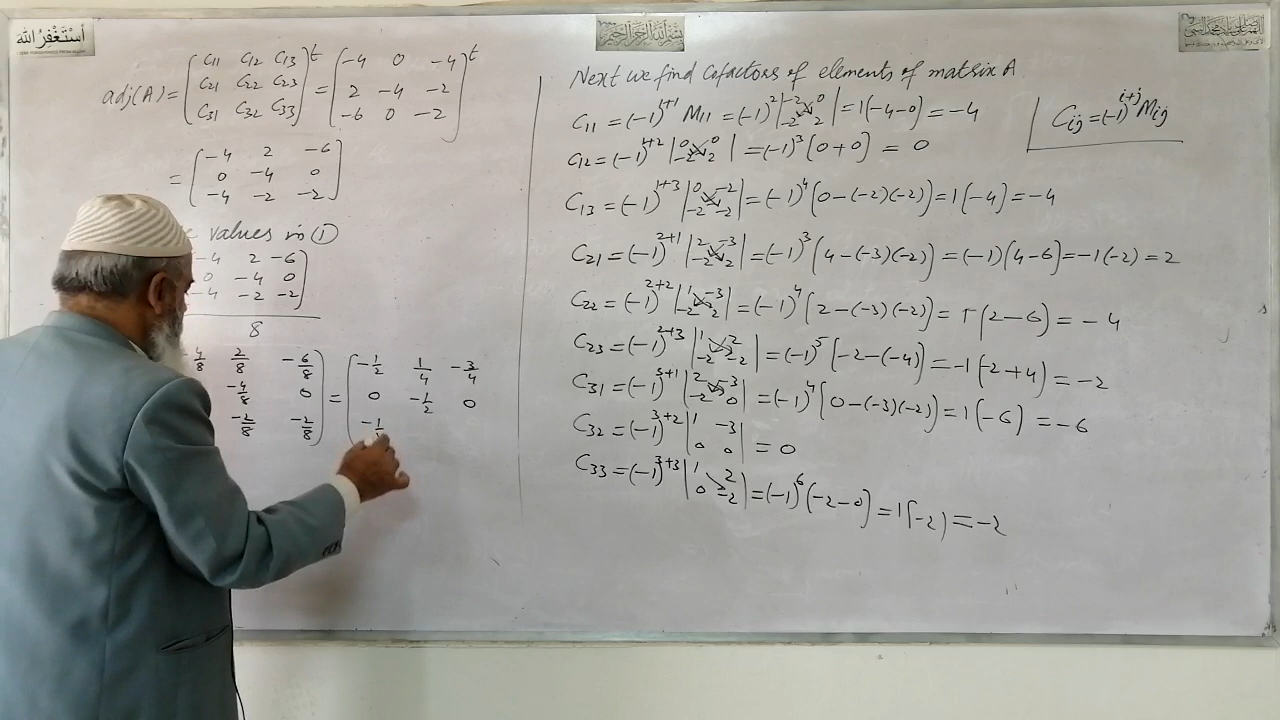 أستغفر الله
بسم الله الرحمن الرحيم
adj(A) = [C11 C12 C13
C21 C22 C23
C31 C32 C33]^t = [-4 0 -4
2 -4 -2
-6 0 -2]^t
= [-4 2 -6
0 -4 0
-4 -2 -2]
values in ①
-4 2 -6
0 -4 0
-4 -2 -2]
8
4/8 2/8 -6/8
-4/8 0
-2/8 -2/8] = [-1/2 1/4 -3/4
0 -1/2 0
Next we find Cofactors of elements of matrix A
Cij = (-1)^i+j Mij
C11 = (-1)^1+1 M11 = (-1)^2 |-2 0
-2 2| = 1(-4-0) = -4
C12 = (-1)^1+2 |0 0
-2 2| = (-1)^3 (0+0) = 0
C13 = (-1)^1+3 |0 -2
-2 -2| = (-1)^4 (0-(-2)(-2)) = 1(-4) = -4
C21 = (-1)^2+1 |2 -3
-2 2| = (-1)^3 (4-(-3)(-2)) = (-1)(4-6) = -1(-2) = 2
C22 = (-1)^2+2 |1 -3
-2 2| = (-1)^4 (2-(-3)(-2)) = 1(2-6) = -4
C23 = (-1)^2+3 |1 2
-2 -2| = (-1)^5 (-2-(-4)) = -1(-2+4) = -2
C31 = (-1)^3+1 |2 -3
-2 0| = (-1)^4 (0-(-3)(-2)) = 1(-6) = -6
C32 = (-1)^3+2 |1 -3
0 0| = 0
C33 = (-1)^3+3 |1 2
0 -2| = (-1)^6 (-2-0) = 1(-2) = -2